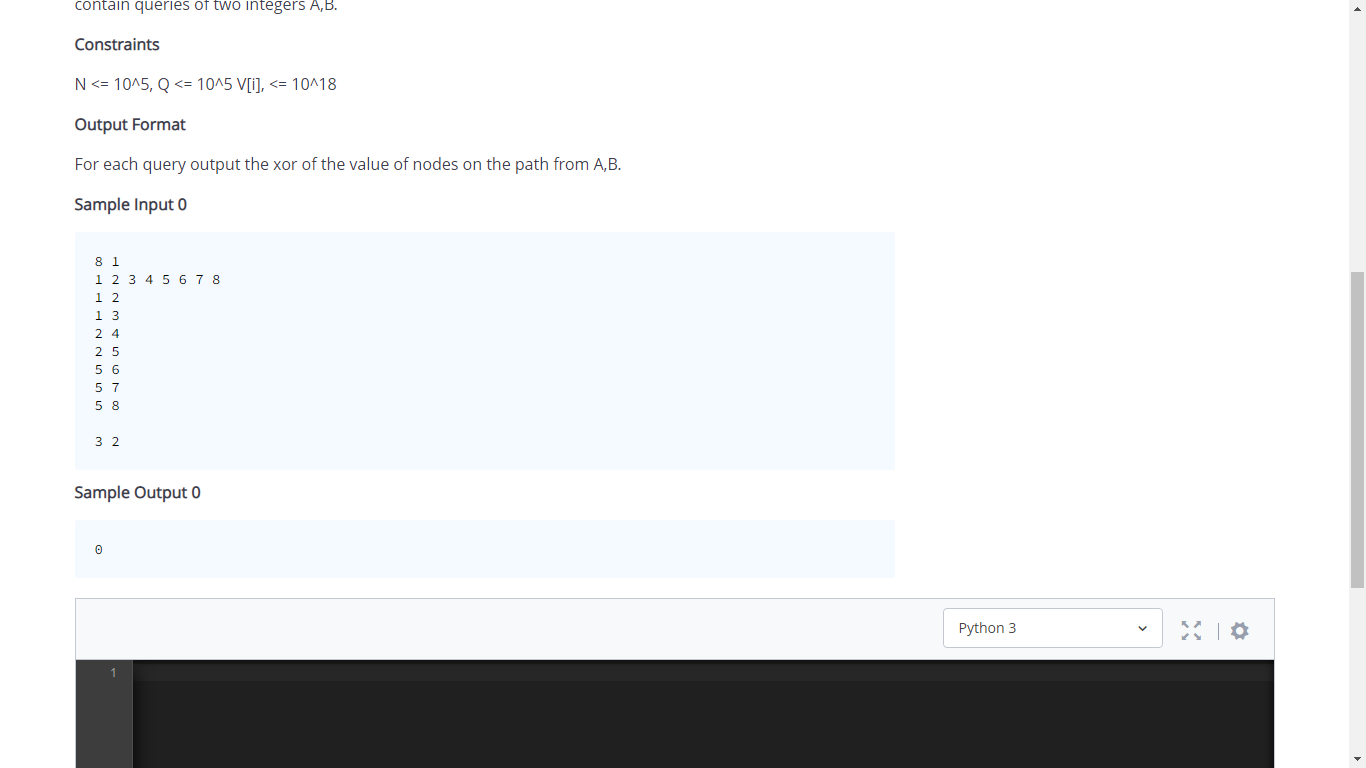 contain queries of two integers A,B.
Constraints
N <= 10^5, Q <= 10^5 V[i], <= 10^18
Output Format
For each query output the xor of the value of nodes on the path from A,B.
Sample Input 0
8 1
1 2 3 4 5 6 7 8
1 2
1 3
2 4
2 5
5 6
5 7
5 8
3 2
Sample Output 0
0
Python 3
1